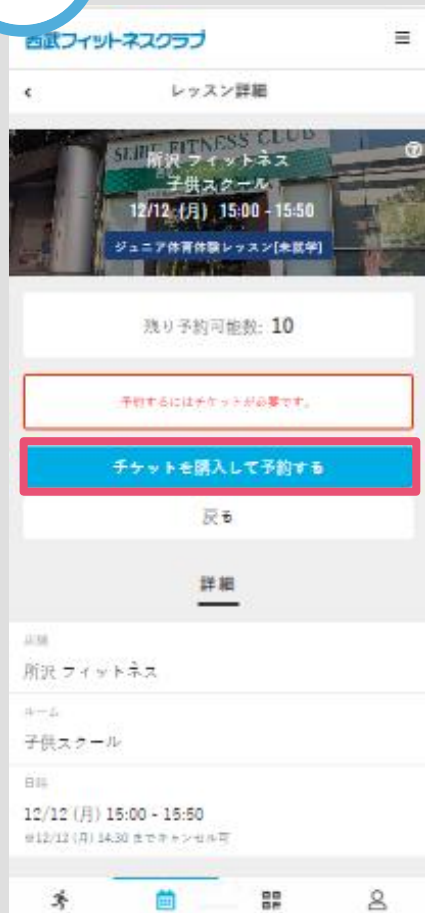 西武フィットネスクラブ
レッスン詳細
SEIBU FITNESS CLUB
所沢 フィットネス
子供スクール
12/12 (月) 15:00 - 15:50
ジュニア体育体験レッスン[未就学]
残り予約可能数: 10
予約するにはチケットが必要です。
チケットを購入して予約する
戻る
詳細
店舗
所沢 フィットネス
ルーム
子供スクール
日時
12/12 (月) 15:00 - 15:50
※12/12 (月) 14:30 までキャンセル可